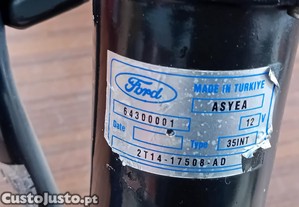 Ford
MADE IN TURKIYE
ASYEA
64300001
12 V
Date
Type 35INT
2T14-17508-AD
CustoJusto.pt